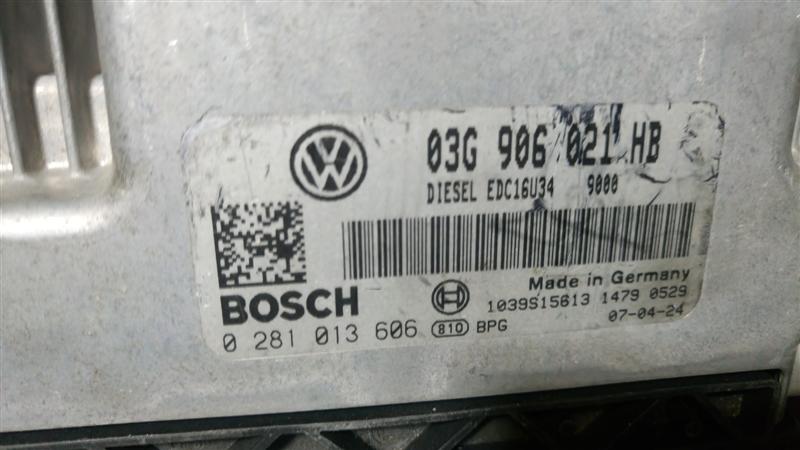 03G 906 021 HB
DIESEL EDC16U34 9000
Made in Germany
BOSCH
1039S15613 1479 0529
0 281 013 606 810 BPG
07-04-24